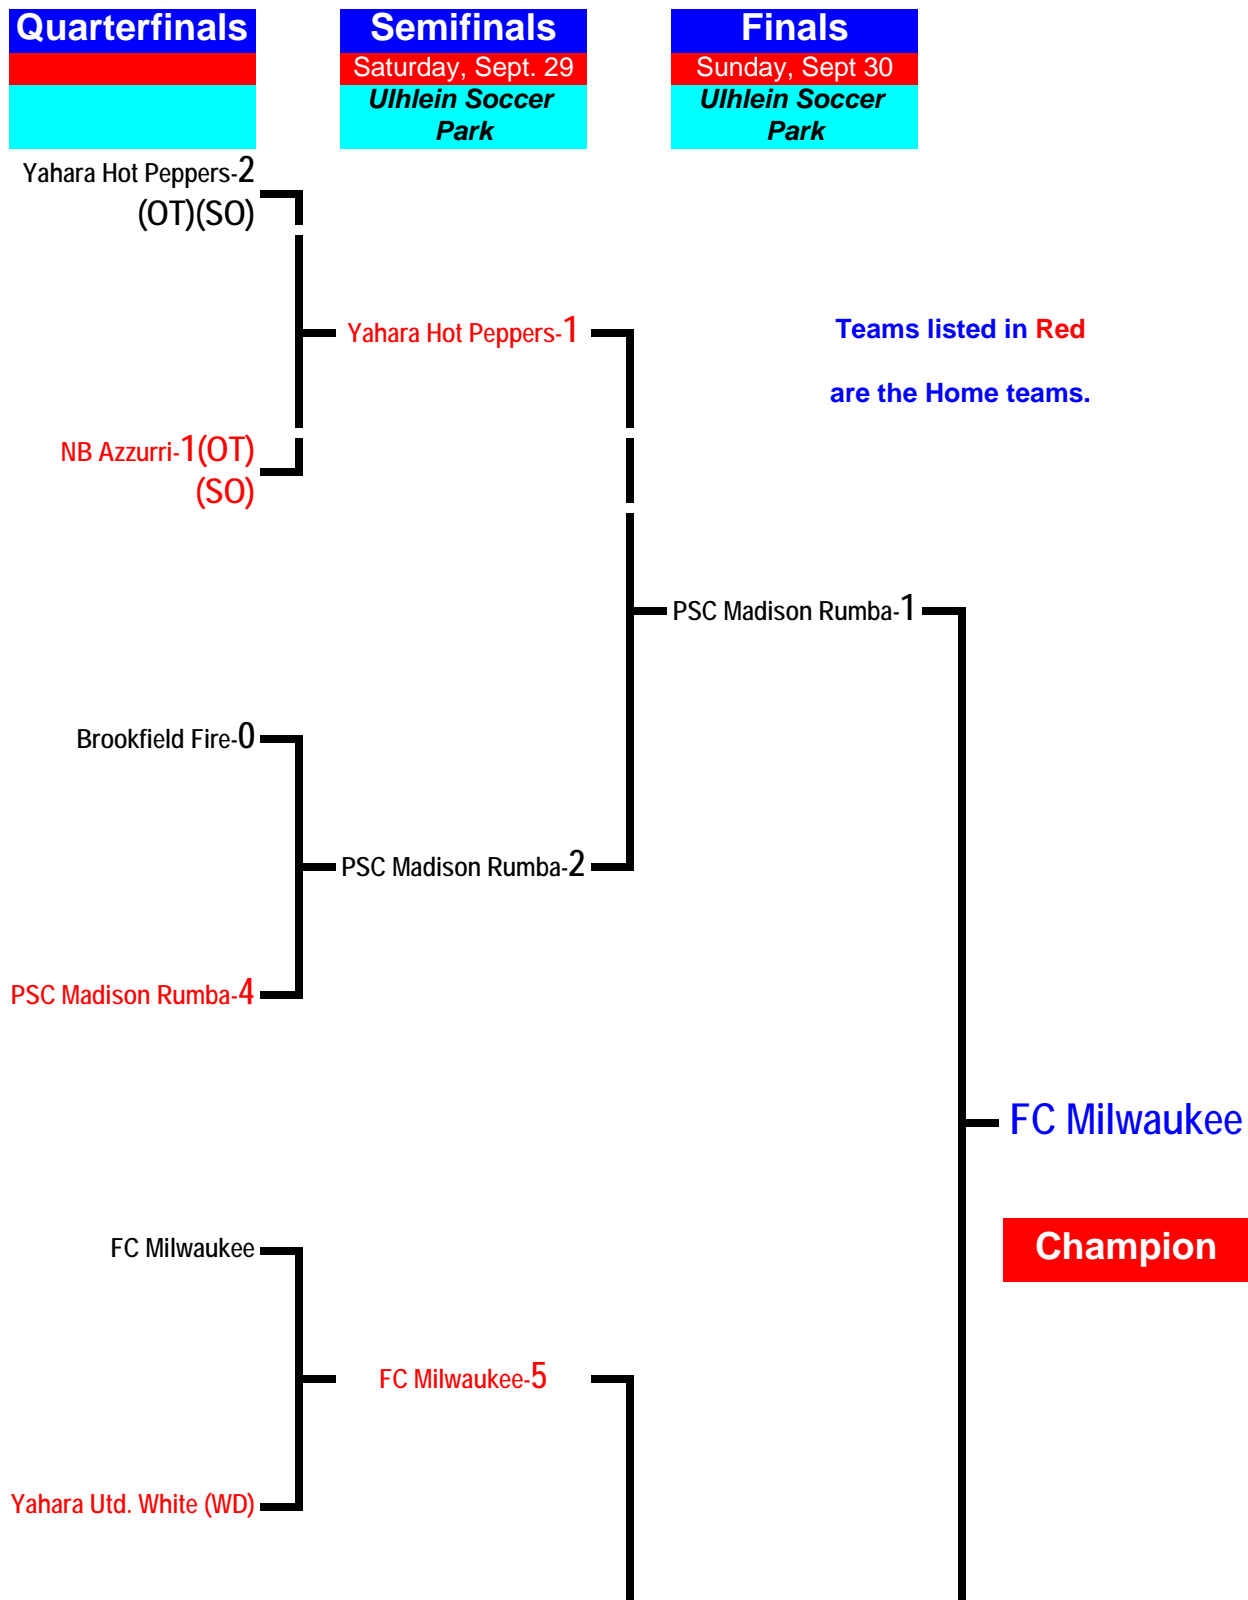 Quarterfinals
Semifinals
Finals
Saturday, Sept. 29
Sunday, Sept 30
Ulhlein Soccer
Park
Ulhlein Soccer
Park
Yahara Hot Peppers-2
(OT)(SO)
Yahara Hot Peppers-1
Teams listed in Red
are the Home teams.
NB Azzurri-1(OT)
(SO)
PSC Madison Rumba-1
Brookfield Fire-0
PSC Madison Rumba-2
PSC Madison Rumba-4
FC Milwaukee
Champion
FC Milwaukee
FC Milwaukee-5
Yahara Utd. White (WD)